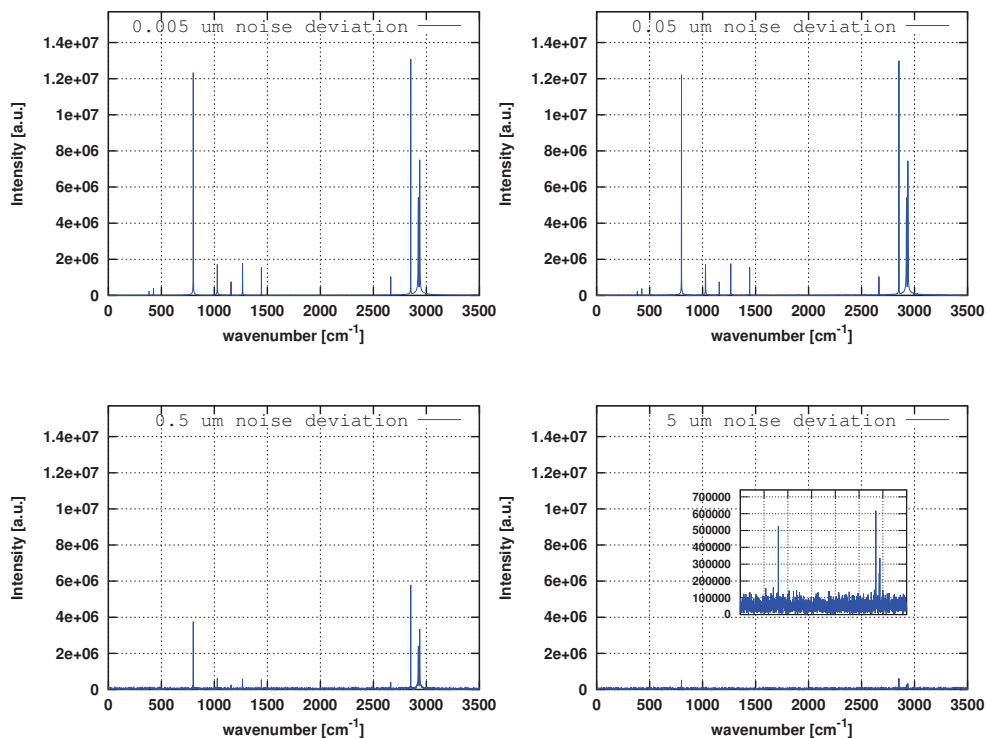 0.005 um noise deviation
1.4e+07
1.2e+07
1e+07
8e+06
6e+06
4e+06
2e+06
0
Intensity [a.u.]
0 500 1000 1500 2000 2500 3000 3500
wavenumber [cm-1]
0.05 um noise deviation
1.4e+07
1.2e+07
1e+07
8e+06
6e+06
4e+06
2e+06
0
Intensity [a.u.]
0 500 1000 1500 2000 2500 3000 3500
wavenumber [cm-1]
0.5 um noise deviation
1.4e+07
1.2e+07
1e+07
8e+06
6e+06
4e+06
2e+06
0
Intensity [a.u.]
0 500 1000 1500 2000 2500 3000 3500
wavenumber [cm-1]
5 um noise deviation
1.4e+07
1.2e+07
1e+07
8e+06
6e+06
4e+06
2e+06
0
Intensity [a.u.]
700000
600000
500000
400000
300000
200000
100000
0
0 500 1000 1500 2000 2500 3000 3500
wavenumber [cm-1]